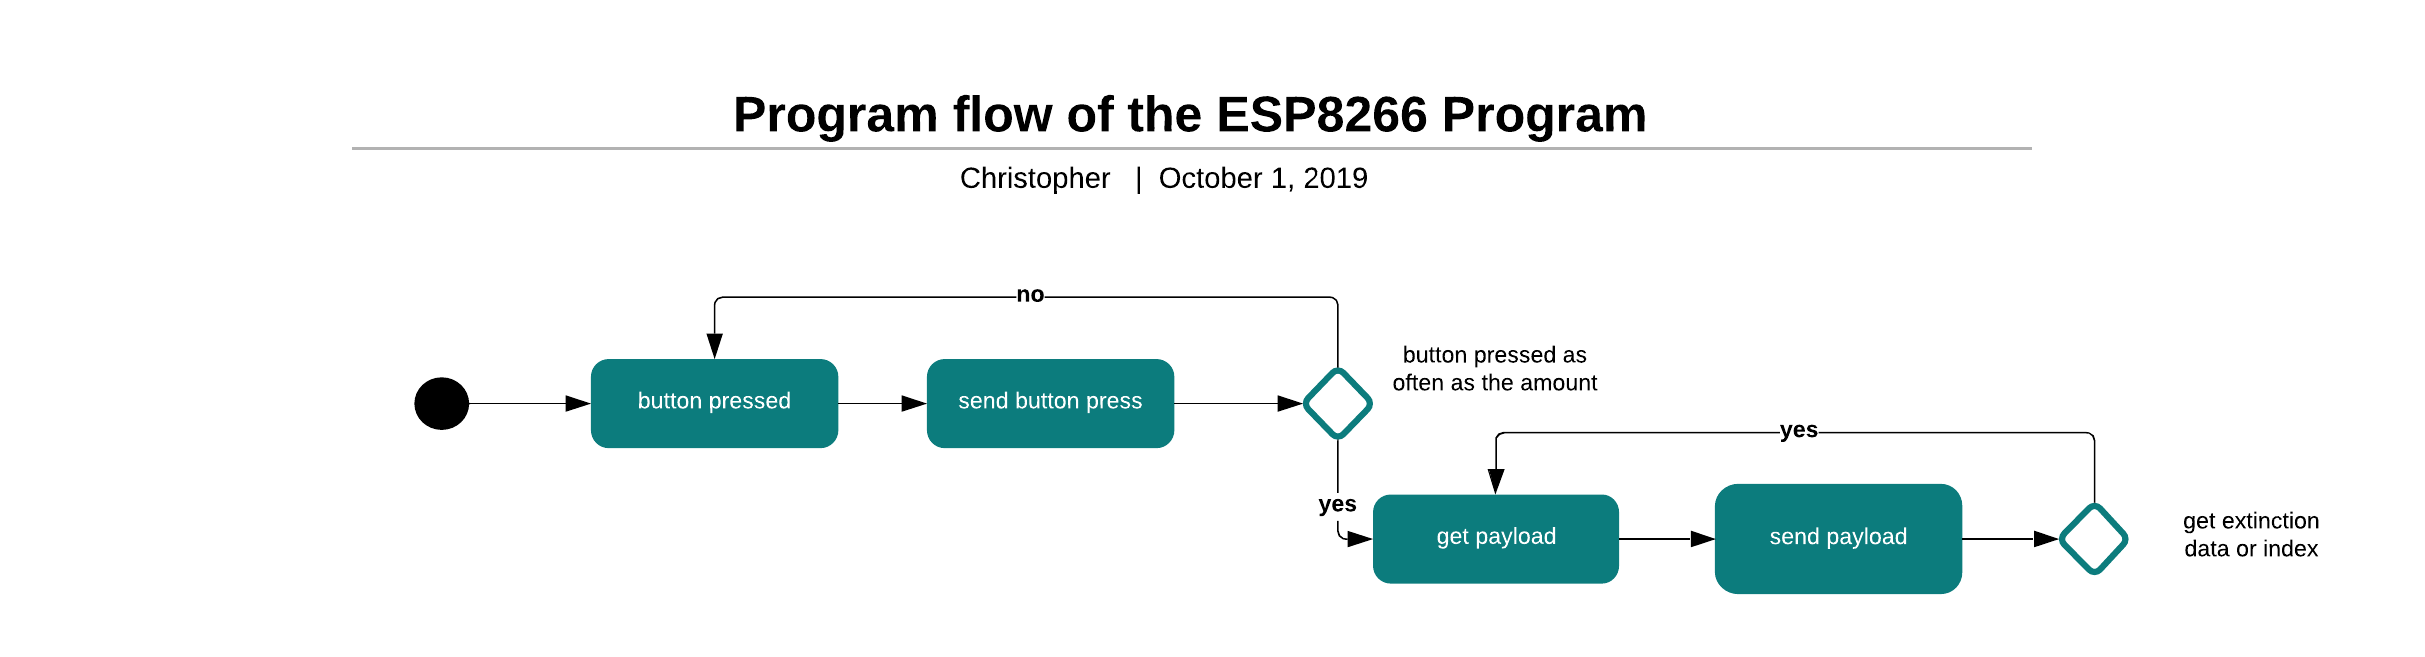 Program flow of the ESP8266 Program
Christopher | October 1, 2019
no
button pressed
send button press
button pressed as
often as the amount
yes
yes
get payload
send payload
get extinction
data or index